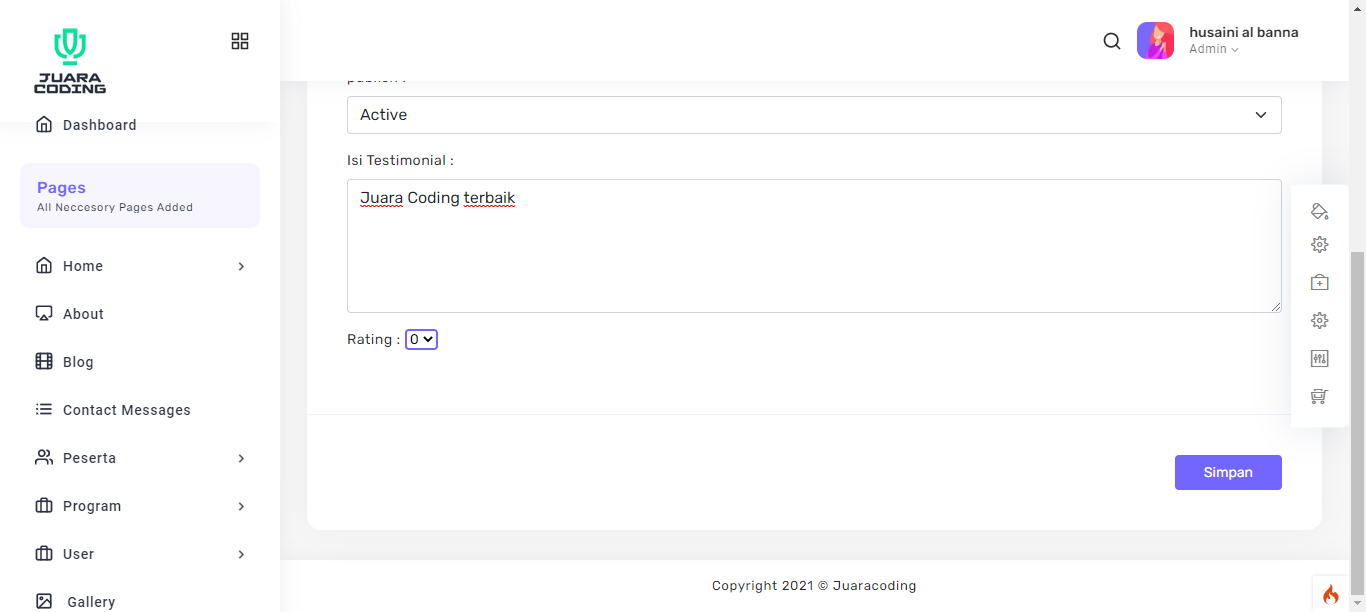 JUARA
CODING
husaini al banna
Admin
Dashboard
Pages
All Neccesory Pages Added
Home
About
Blog
Contact Messages
Peserta
Program
User
Gallery
Active
Isi Testimonial :
Juara Coding terbaik
Rating : 0
Simpan
Copyright 2021 © Juaracoding